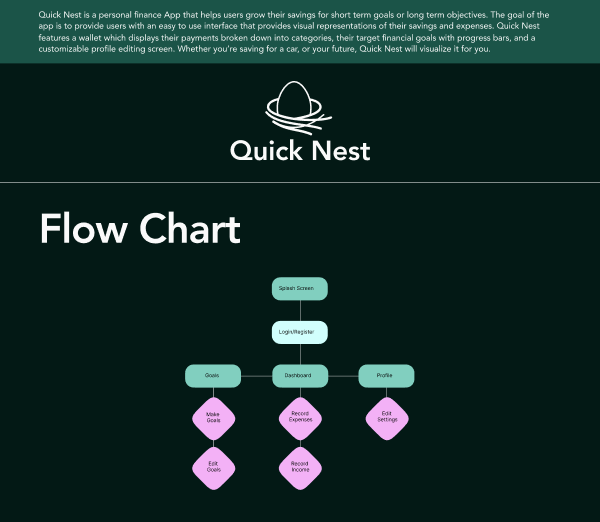 Quick Nest is a personal finance App that helps users grow their savings for short term goals or long term objectives. The goal of the
app is to provide users with an easy to use interface that provides visual representations of their savings and expenses. Quick Nest
features a wallet which displays their payments broken down into categories, their target financial goals with progress bars, and a
customizable profile editing screen. Whether you're saving for a car, or your future, Quick Nest will visualize it for you.
Quick Nest
Flow Chart
Splash Screen
Login/Register
Goals
Dashboard
Profile
Make
Goals
Record
Expenses
Edit
Settings
Edit
Goals
Record
Income